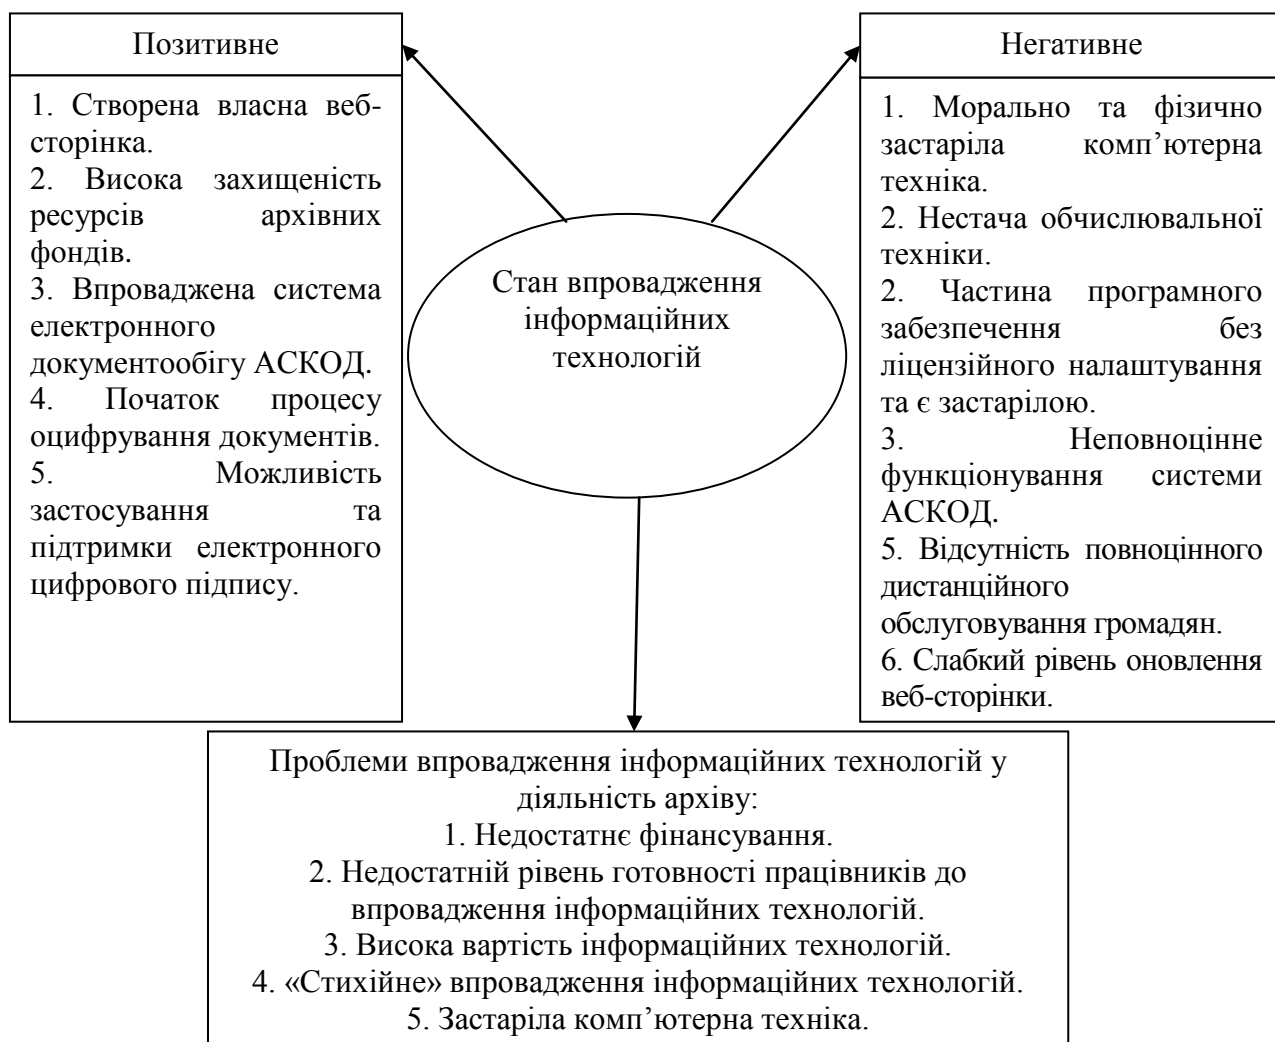 Позитивне
1. Створена власна веб-
сторінка.
2. Висока захищеність
ресурсів архівних
фондів.
3. Впроваджена система
електронного
документообігу АСКОД.
4. Початок процесу
оцифрування документів.
5. Можливість
застосування та
підтримки електронного
цифрового підпису.
Стан впровадження
інформаційних
технологій
Негативне
1. Морально та фізично
застаріла комп’ютерна
техніка.
2. Нестача обчислювальної
техніки.
2. Частина програмного
забезпечення без
ліцензійного налаштування
та є застарілою.
3. Неповноцінне
функціонування системи
АСКОД.
5. Відсутність повноцінного
дистанційного
обслуговування громадян.
6. Слабкий рівень оновлення
веб-сторінки.
Проблеми впровадження інформаційних технологій у
діяльність архіву:
1. Недостатнє фінансування.
2. Недостатній рівень готовності працівників до
впровадження інформаційних технологій.
3. Висока вартість інформаційних технологій.
4. «Стихійне» впровадження інформаційних технологій.
5. Застаріла комп’ютерна техніка.